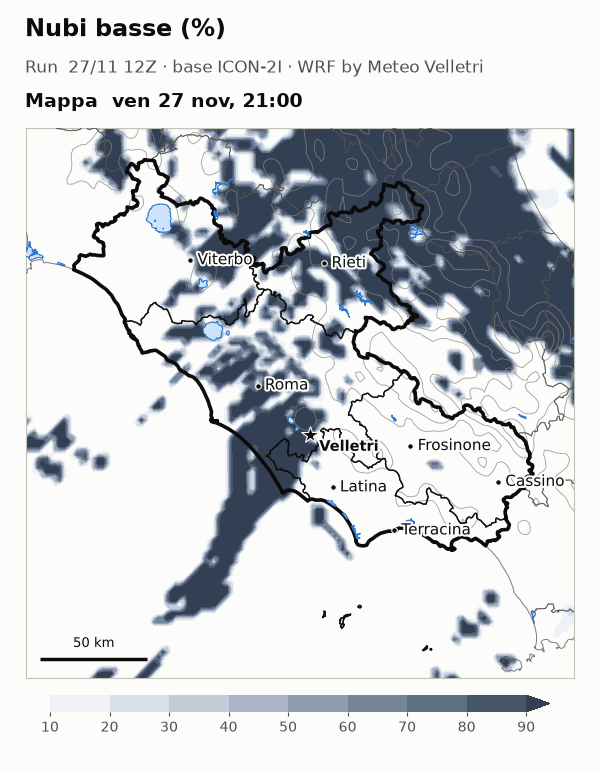 Nubi basse (%)
Run  27/11 12Z · base ICON-2I · WRF by Meteo Velletri
Mappa  ven 27 nov, 21:00
Viterbo
Rieti
Roma
Velletri
Frosinone
Latina
Cassino
Terracina
50 km
10 20 30 40 50 60 70 80 90